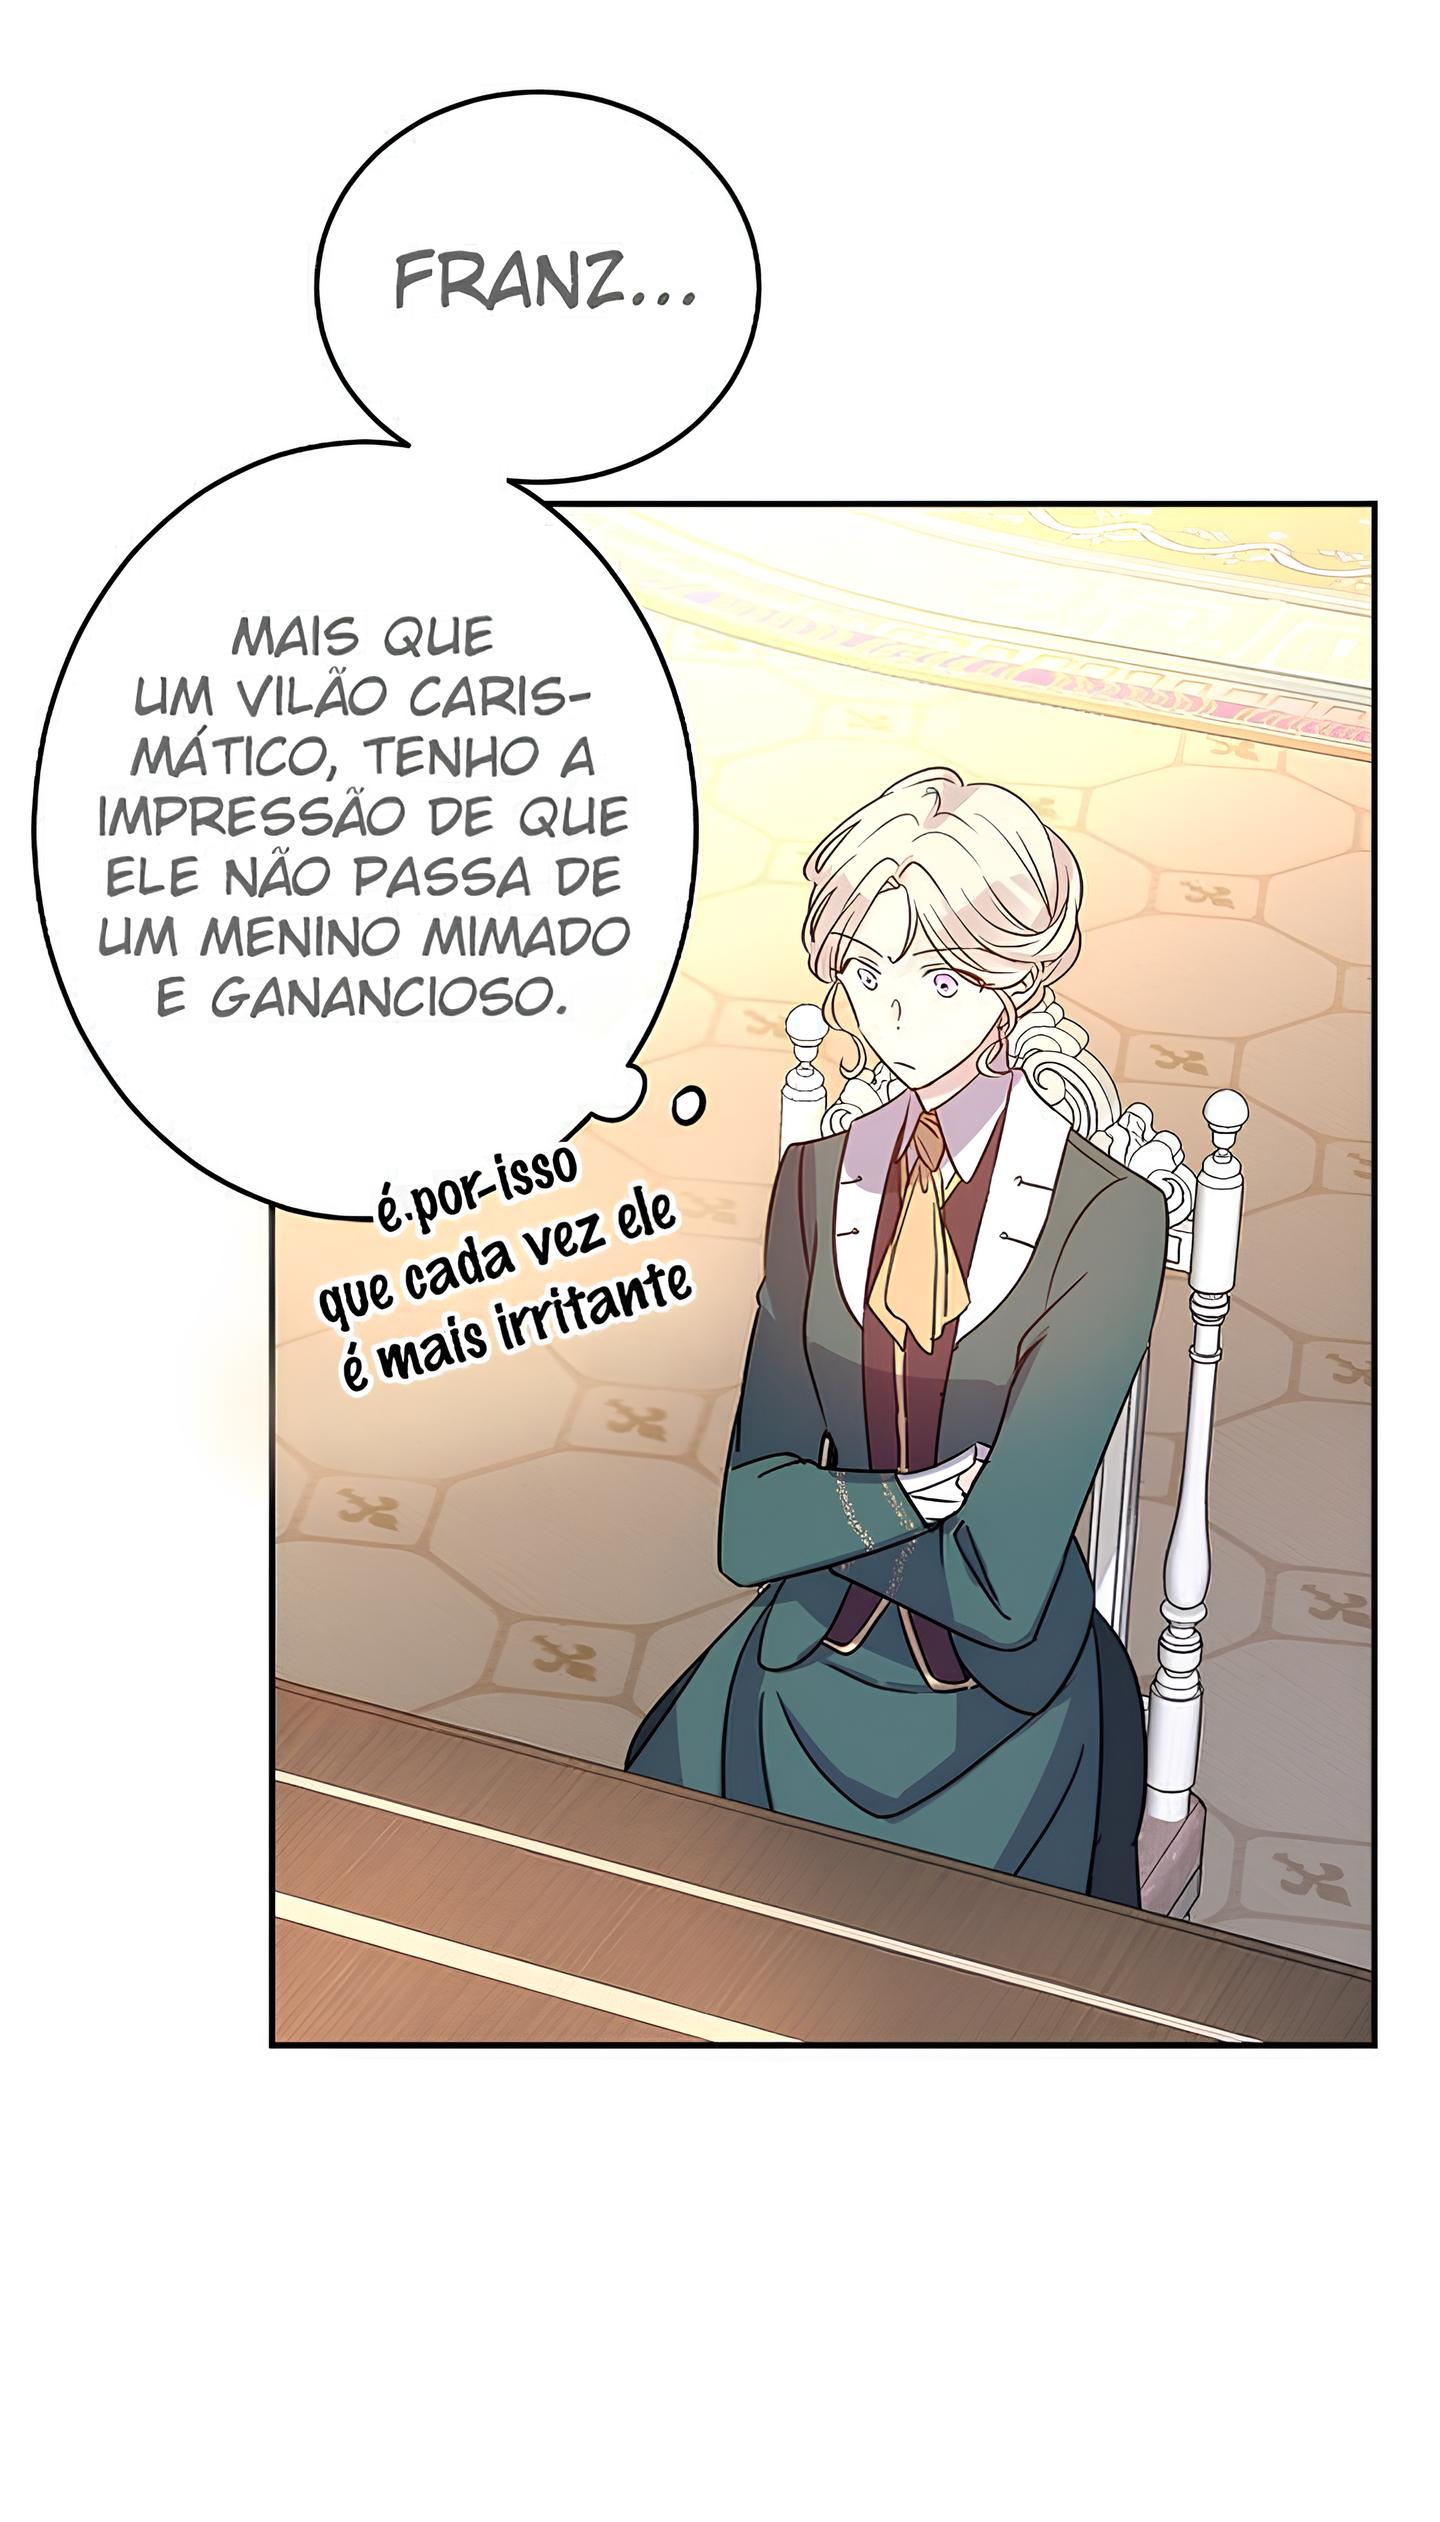 FRANZ...
MAIS QUE
UM VILÃO CARIS-
MÁTICO, TENHO A
IMPRESSÃO DE QUE
ELE NÃO PASSA DE
UM MENINO MIMADO
E GANANCIOSO.
é por isso
que cada vez ele
é mais irritante